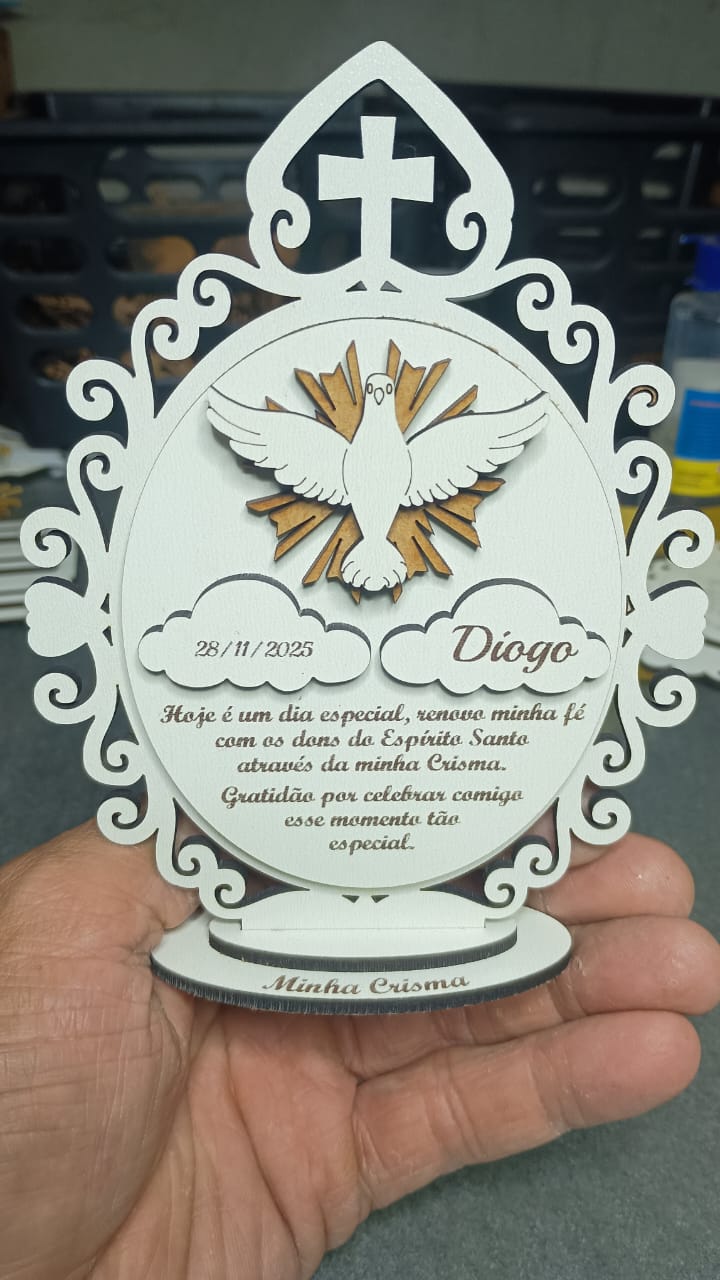 28/11/2025
Diogo
Hoje é um dia especial, renovo minha fé
com os dons do Espírito Santo
através da minha Crisma.
Gratidão por celebrar comigo
esse momento tão
especial.
Minha Crisma